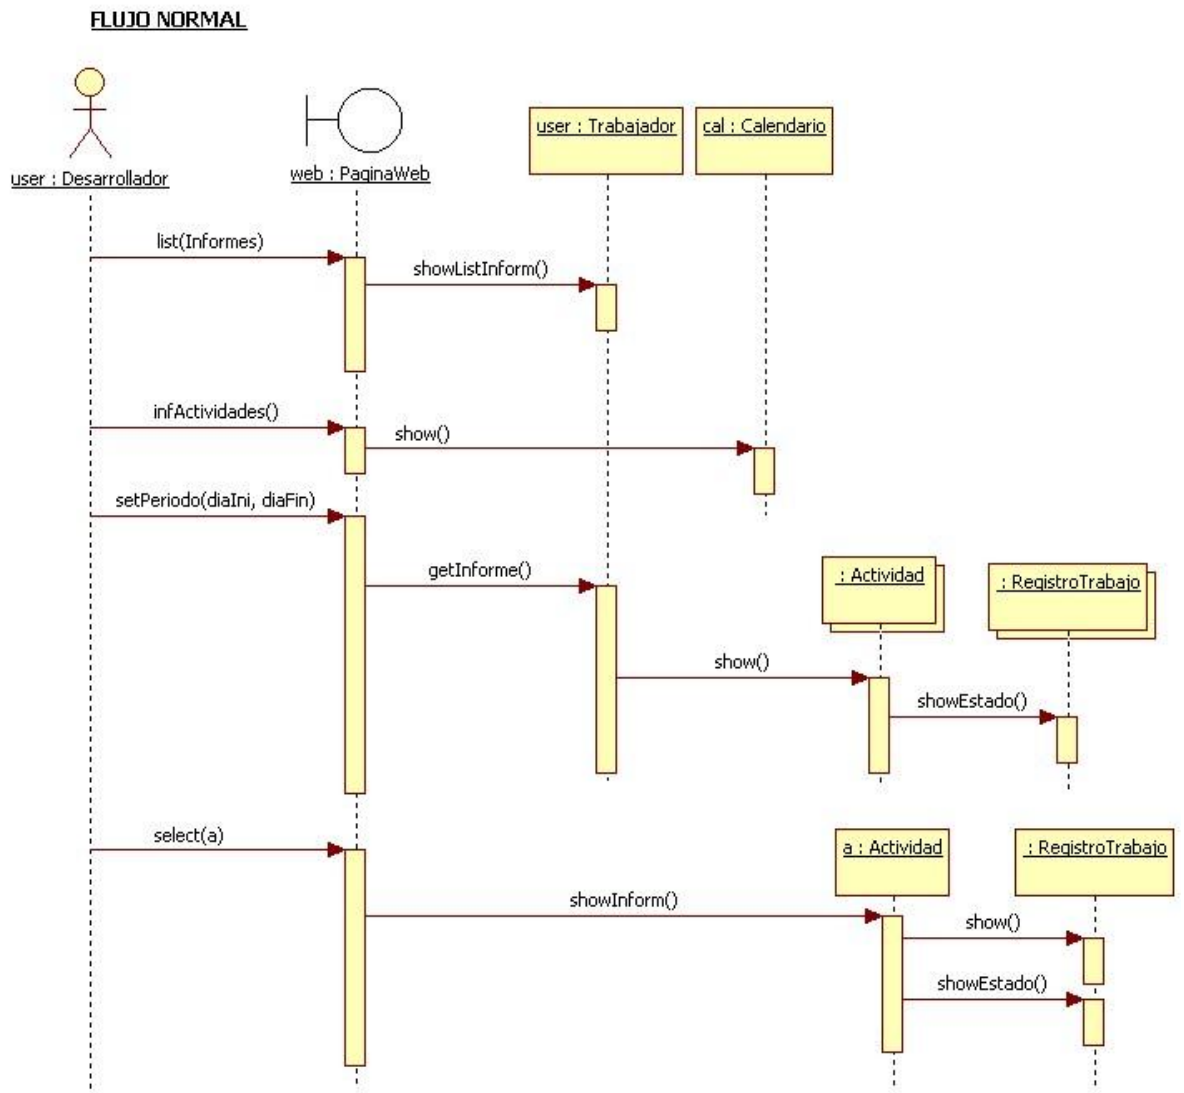 FLUJO NORMAL
user : Desarrollador
web : PaginaWeb
user : Trabajador
cal : Calendario
list(Informes)
showListInform()
infActividades()
show()
setPeriodo(diaIni, diaFin)
getInforme()
: Actividad
: RegistroTrabajo
show()
showEstado()
select(a)
a : Actividad
: RegistroTrabajo
showInform()
show()
showEstado()